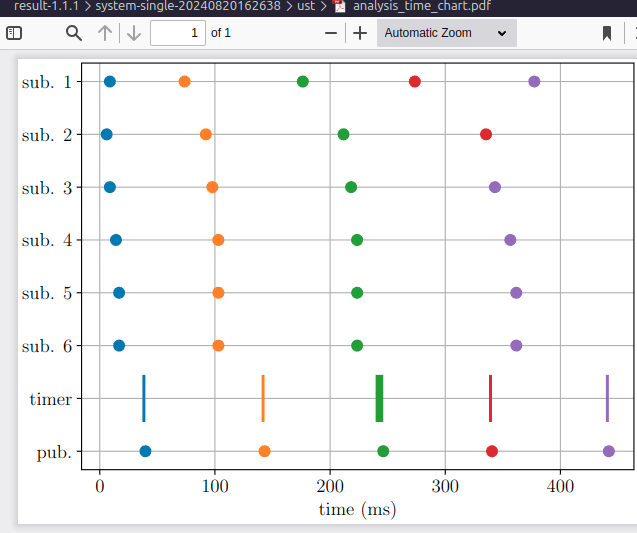 result-1.1.1 > system-single-20240820162638 > ust > analysis_time_chart.pdf
1 of 1 Automatic Zoom
sub. 1
sub. 2
sub. 3
sub. 4
sub. 5
sub. 6
timer
pub.
0 100 200 300 400
time (ms)